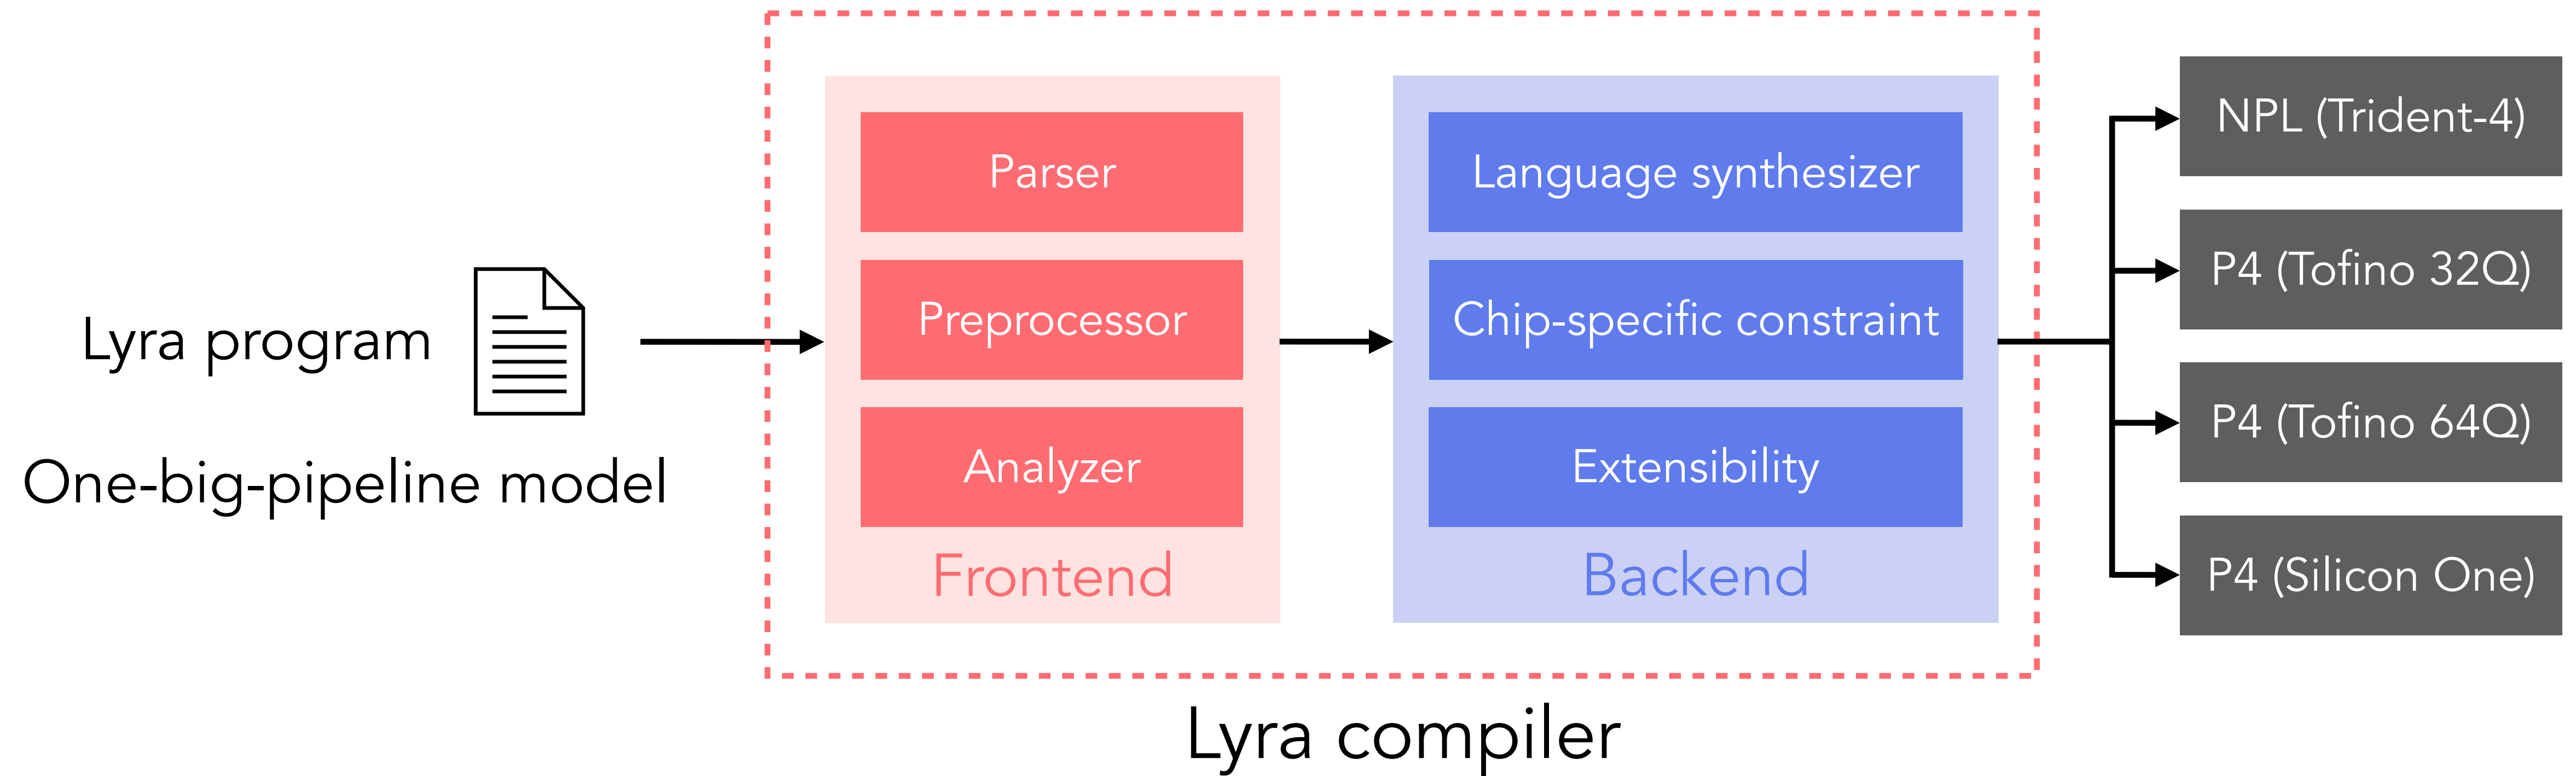 Lyra program
One-big-pipeline model
Parser
Preprocessor
Analyzer
Frontend
Language synthesizer
Chip-specific constraint
Extensibility
Backend
Lyra compiler
NPL (Trident-4)
P4 (Tofino 32Q)
P4 (Tofino 64Q)
P4 (Silicon One)